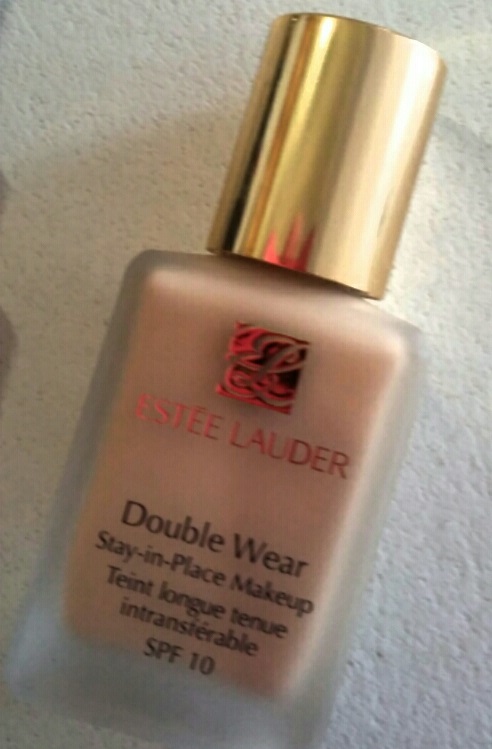 ESTĒE LAUDER
Double Wear
Stay-in-Place Makeup
Teint longue tenue
intransférable
SPF 10